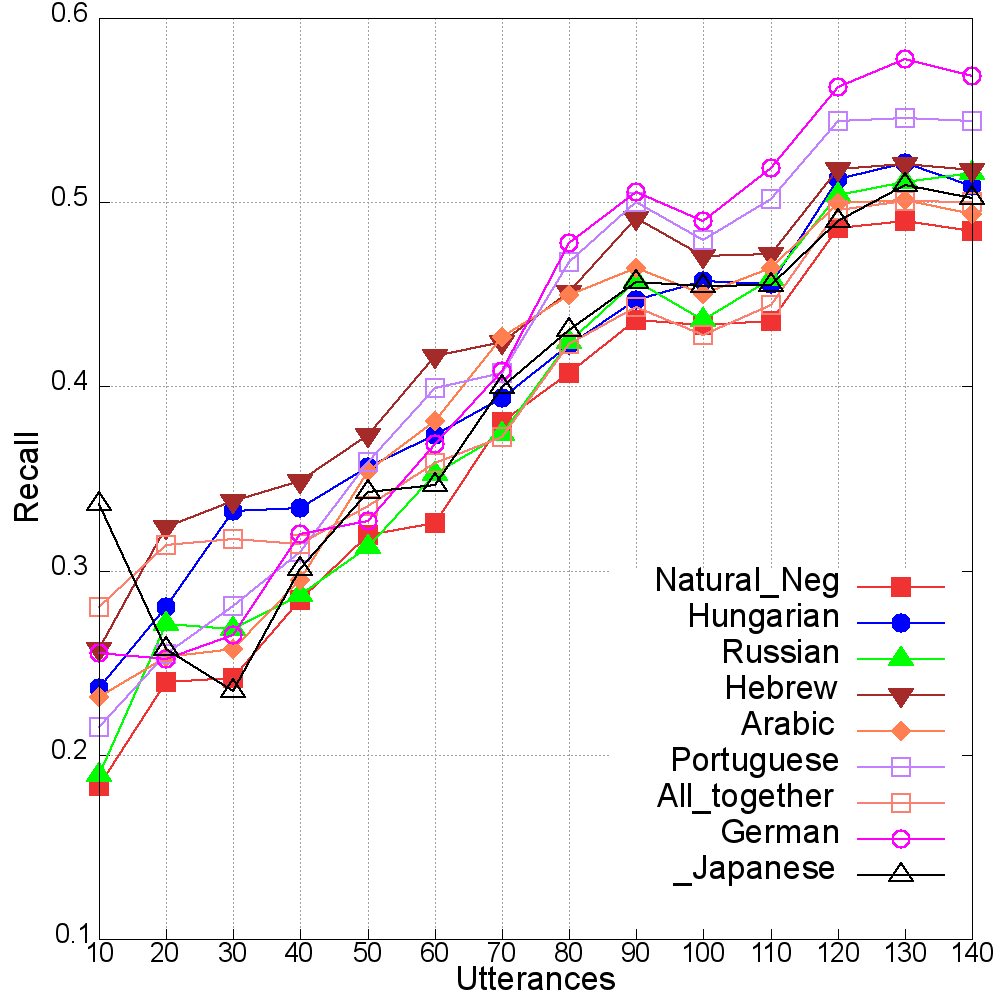 0.6
0.5
0.4
0.3
0.2
0.1
Recall
Natural_Neg
Hungarian
Russian
Hebrew
Arabic
Portuguese
All_together
German
_Japanese
10 20 30 40 50 60 70 80 90 100 110 120 130 140
Utterances